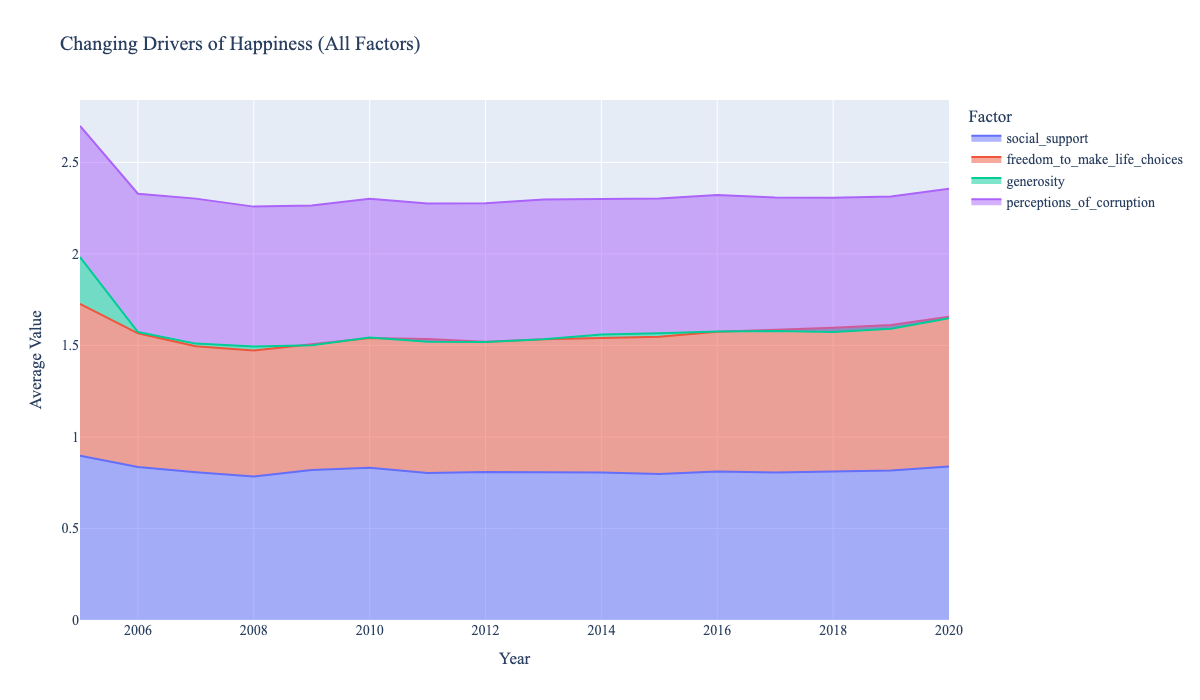 Changing Drivers of Happiness (All Factors)
Factor
social_support
freedom_to_make_life_choices
generosity
perceptions_of_corruption
Average Value
2.5
2
1.5
1
0.5
0
2006 2008 2010 2012 2014 2016 2018 2020
Year